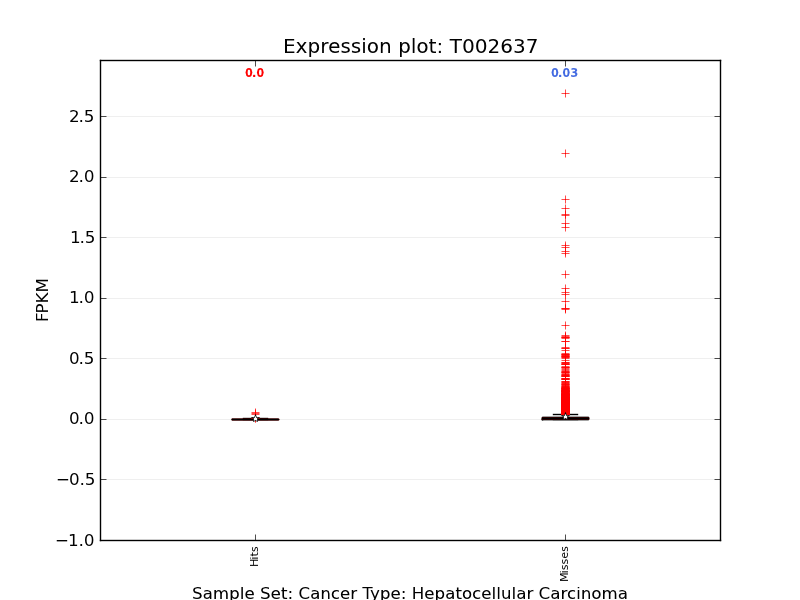 Expression plot: T002637
0.0
0.03
2.5
2.0
1.5
1.0
0.5
0.0
−0.5
−1.0
FPKM
Hits
Misses
Sample Set: Cancer Type: Hepatocellular Carcinoma